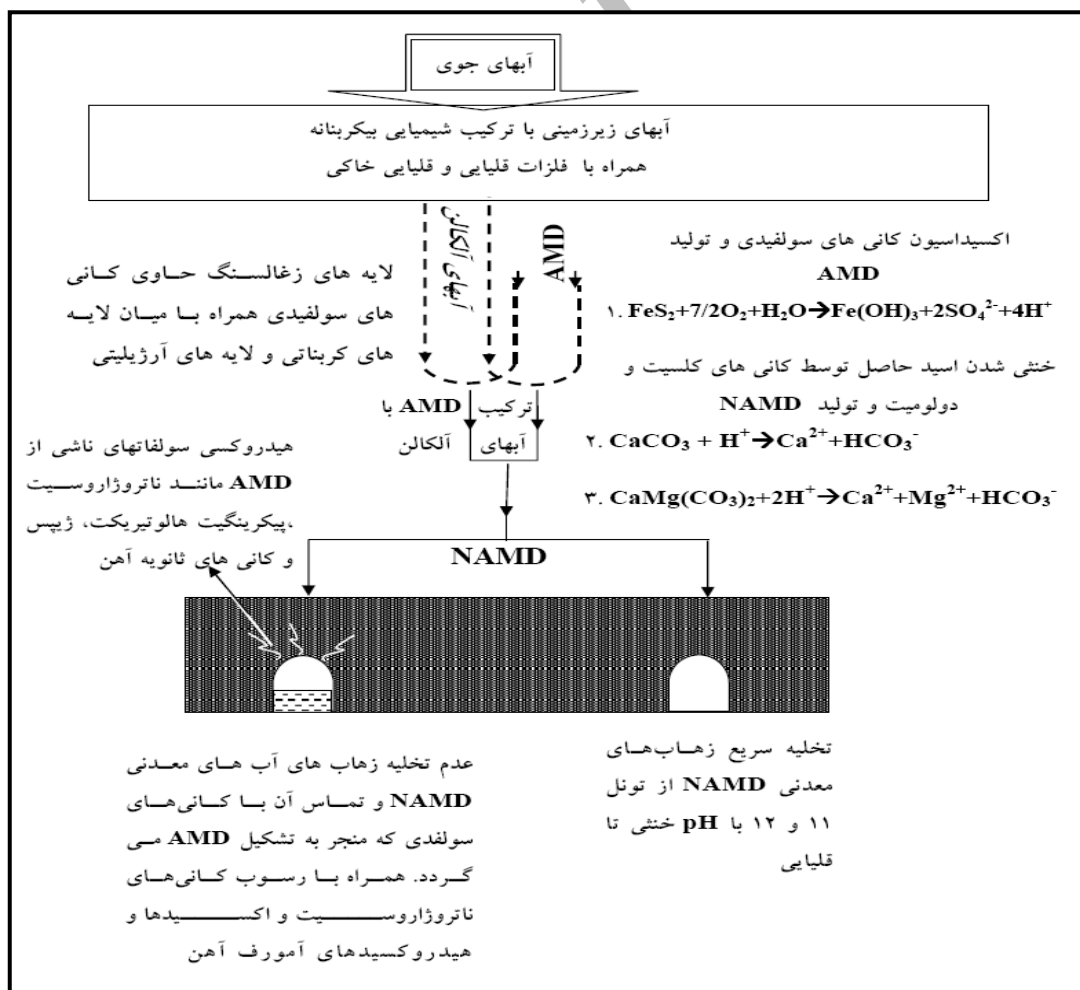 آبهای جوی
آبهای زیرزمینی با ترکیب شیمیایی بیکربناته
همراه با فلزات قلیایی و قلیایی خاکی
آبهای آلکالن
AMD
اکسیداسیون کانی های سولفیدی و تولید
AMD
۱. FeS₂+7/2O₂+H₂O→Fe(OH)₃+2SO₄²⁻+4H⁺
لایه های زغالسنگ حاوی کانی
های سولفیدی همراه با میان لایه
های کربناتی و لایه های آرژیلیتی
خنثی شدن اسید حاصل توسط کانی های کلسیت و
دولومیت و تولید NAMD
۲. CaCO₃ + H⁺→Ca²⁺+HCO₃⁻
۳. CaMg(CO₃)₂+2H⁺→Ca²⁺+Mg²⁺+HCO₃⁻
ترکیب AMD با
آبهای آلکالن
هیدروکسی سولفاتهای ناشی از
AMD مانند ناتروژاروسیت
،پیکرینگیت هالوتیریکت، ژیپس
و کانی های ثانویه آهن
NAMD
تخلیه سریع زهاب‌های
معدنی NAMD از تونل
۱۱ و ۱۲ با pH خنثی تا
قلیایی
عدم تخلیه زهاب های آب های معدنی
NAMD و تماس آن با کانی‌های
سولفدی که منجر به تشکیل AMD می
گردد. همراه با رسوب کانی‌های
ناتروژاروسیت و اکسیدها و
هیدروکسیدهای آمورف آهن